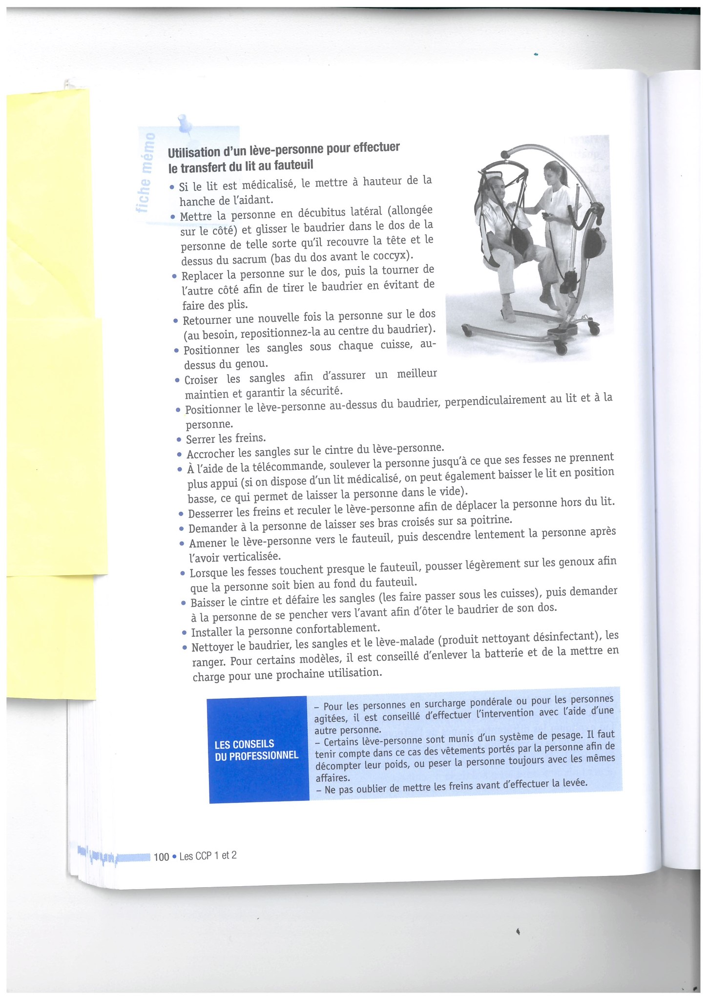 fiche mémo
Utilisation d'un lève-personne pour effectuer
le transfert du lit au fauteuil
• Si le lit est médicalisé, le mettre à hauteur de la
hanche de l'aidant.
• Mettre la personne en décubitus latéral (allongée
sur le côté) et glisser le baudrier dans le dos de la
personne de telle sorte qu'il recouvre la tête et le
dessus du sacrum (bas du dos avant le coccyx).
• Replacer la personne sur le dos, puis la tourner de
l'autre côté afin de tirer le baudrier en évitant de
faire des plis.
• Retourner une nouvelle fois la personne sur le dos
(au besoin, repositionnez-la au centre du baudrier).
• Positionner les sangles sous chaque cuisse, au-
dessus du genou.
• Croiser les sangles afin d'assurer un meilleur
maintien et garantir la sécurité.
• Positionner le lève-personne au-dessus du baudrier, perpendiculairement au lit et à la
personne.
• Serrer les freins.
• Accrocher les sangles sur le cintre du lève-personne.
• À l'aide de la télécommande, soulever la personne jusqu'à ce que ses fesses ne prennent
plus appui (si on dispose d'un lit médicalisé, on peut également baisser le lit en position
basse, ce qui permet de laisser la personne dans le vide).
• Desserrer les freins et reculer le lève-personne afin de déplacer la personne hors du lit.
• Demander à la personne de laisser ses bras croisés sur sa poitrine.
• Amener le lève-personne vers le fauteuil, puis descendre lentement la personne après
l'avoir verticalisée.
• Lorsque les fesses touchent presque le fauteuil, pousser légèrement sur les genoux afin
que la personne soit bien au fond du fauteuil.
• Baisser le cintre et défaire les sangles (les faire passer sous les cuisses), puis demander
à la personne de se pencher vers l'avant afin d'ôter le baudrier de son dos.
• Installer la personne confortablement.
• Nettoyer le baudrier, les sangles et le lève-malade (produit nettoyant désinfectant), les
ranger. Pour certains modèles, il est conseillé d'enlever la batterie et de la mettre en
charge pour une prochaine utilisation.
LES CONSEILS
DU PROFESSIONNEL
– Pour les personnes en surcharge pondérale ou pour les personnes
agitées, il est conseillé d'effectuer l'intervention avec l'aide d'une
autre personne.
– Certains lève-personne sont munis d'un système de pesage. Il faut
tenir compte dans ce cas des vêtements portés par la personne afin de
décompter leur poids, ou peser la personne toujours avec les mêmes
affaires.
– Ne pas oublier de mettre les freins avant d'effectuer la levée.
100 • Les CCP 1 et 2